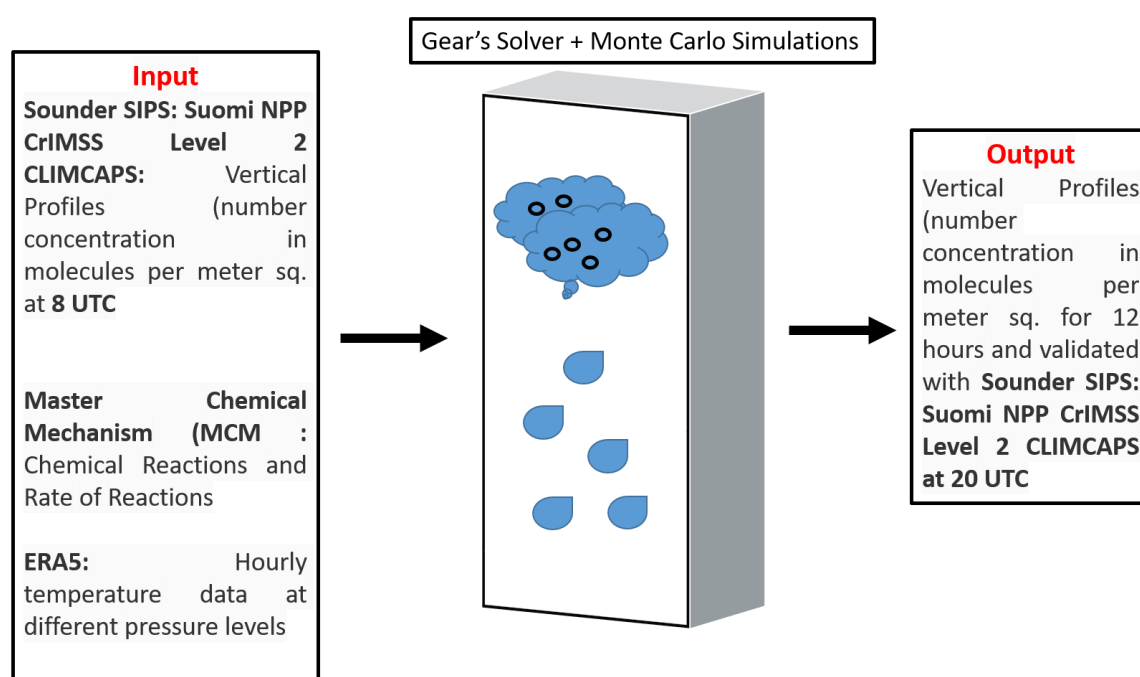 Gear's Solver + Monte Carlo Simulations
Input
Sounder SIPS: Suomi NPP
CrIMSS Level 2
CLIMCAPS: Vertical
Profiles (number
concentration in
molecules per meter sq.
at 8 UTC
Master Chemical
Mechanism (MCM :
Chemical Reactions and
Rate of Reactions
ERA5: Hourly
temperature data at
different pressure levels
Output
Vertical Profiles
(number
concentration in
molecules per
meter sq. for 12
hours and validated
with Sounder SIPS:
Suomi NPP CrIMSS
Level 2 CLIMCAPS
at 20 UTC